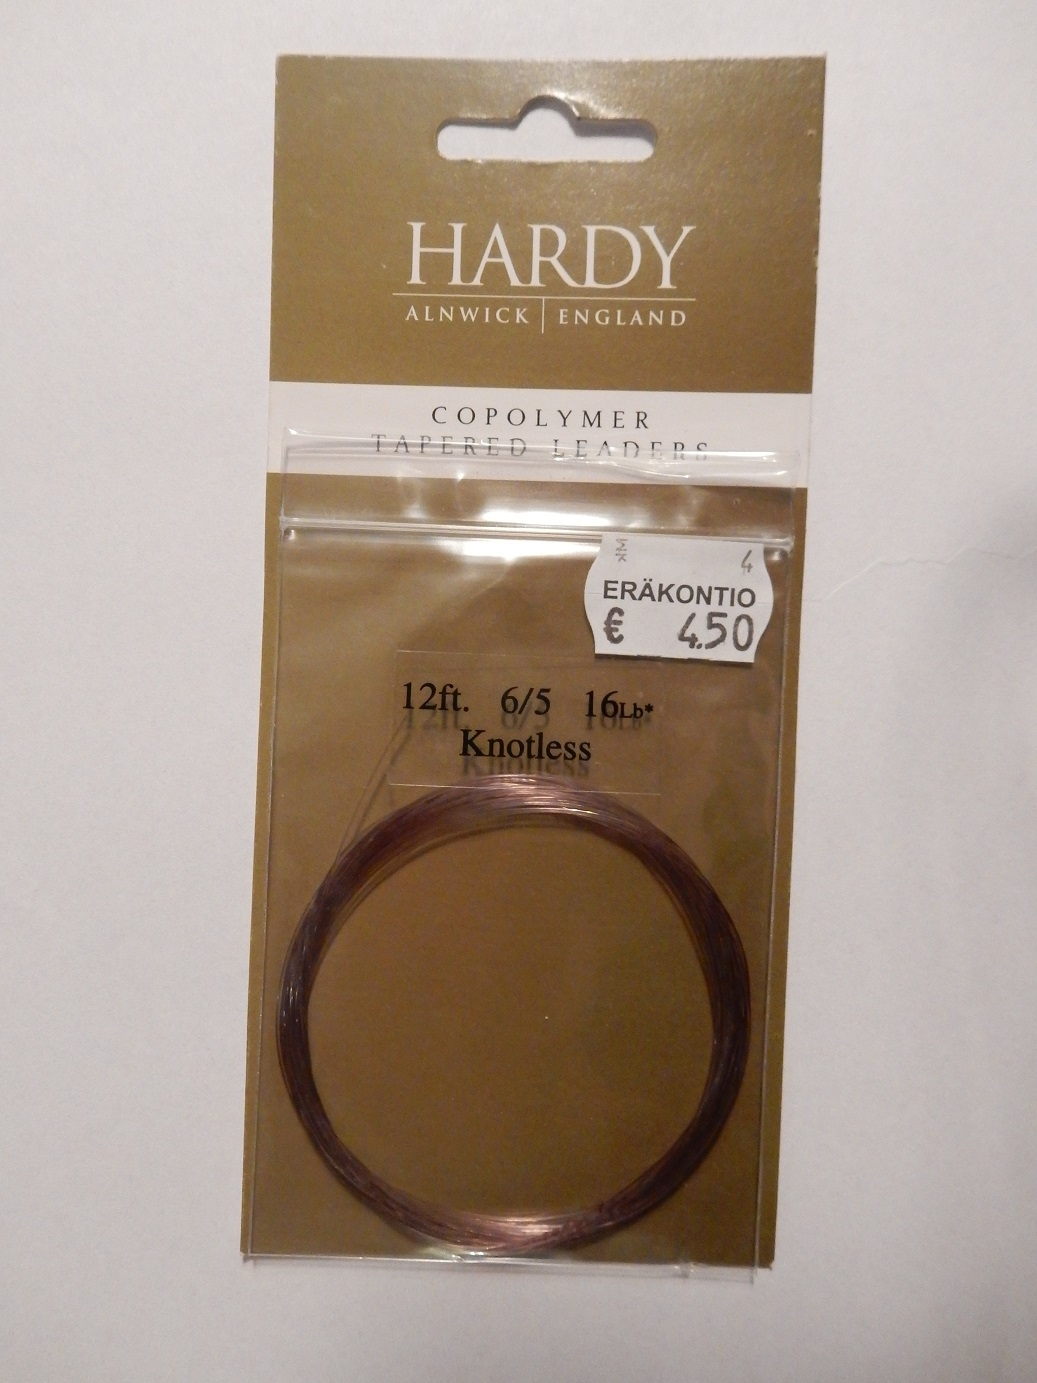 HARDY
ALNWICK ENGLAND
COPOLYMER
TAPERED LEADERS
4
ERÄKONTIO
€ 4.50
12ft. 6/5 16Lb*
Knotless